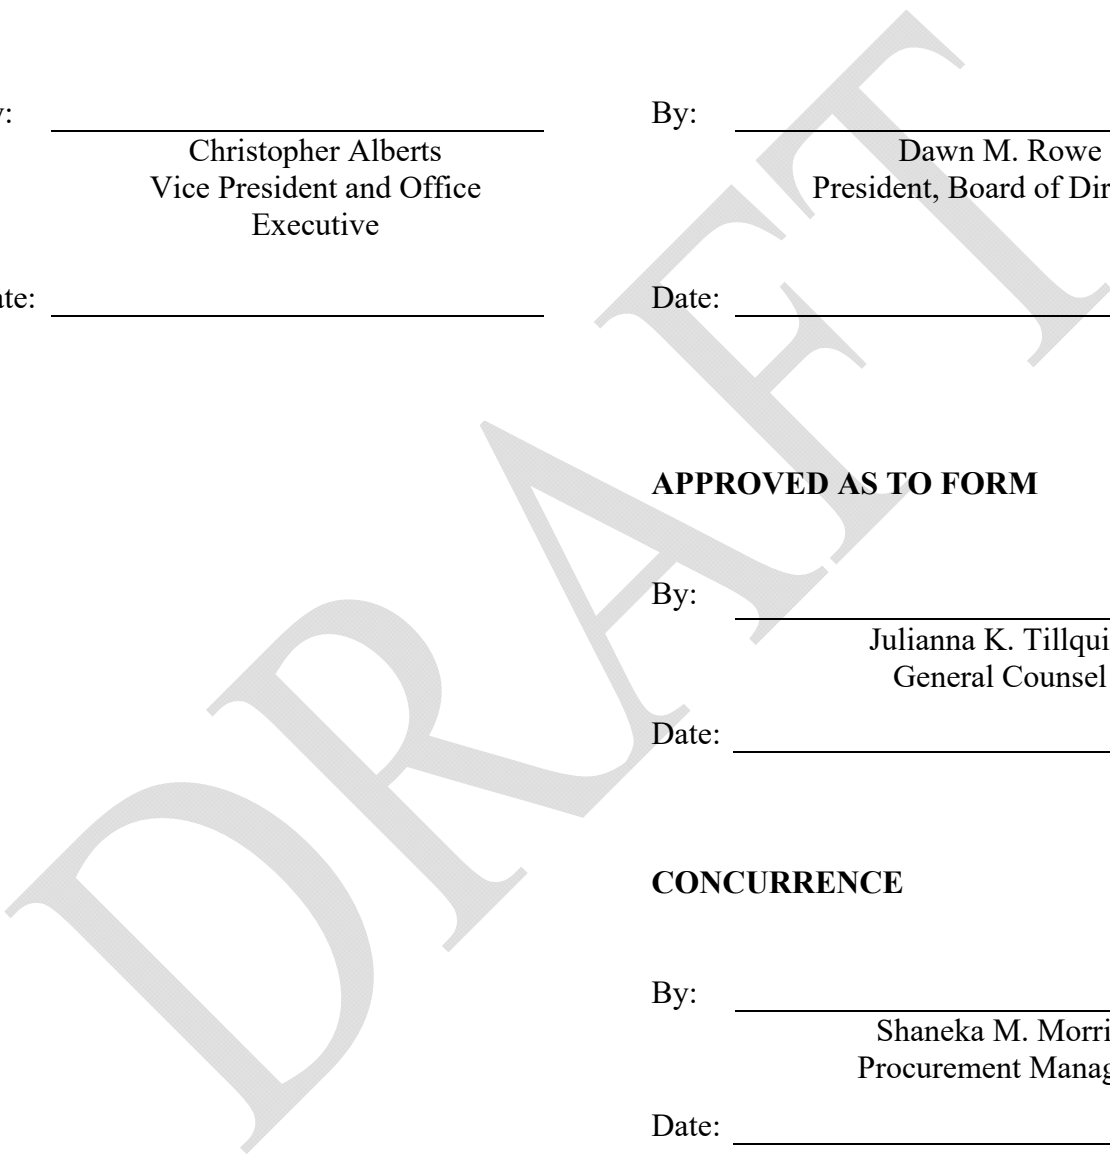 By:
Christopher Alberts
Vice President and Office
Executive
Date:
By:
Dawn M. Rowe
President, Board of Dir
Date:
APPROVED AS TO FORM
By:
Julianna K. Tillqui
General Counsel
Date:
CONCURRENCE
By:
Shaneka M. Morri
Procurement Manag
Date:
DRAFT